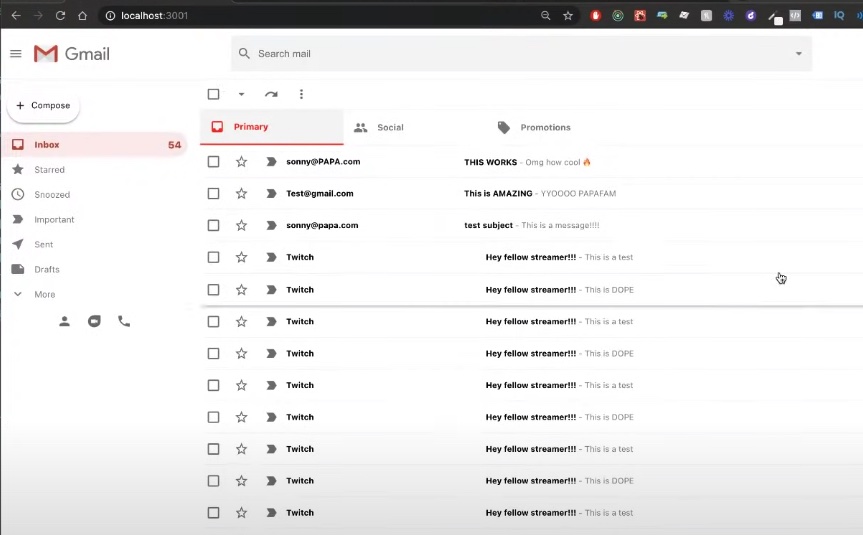 localhost:3001
IQ
Gmail
Search mail
Compose
Primary
Social
Promotions
Inbox 54
Starred
Snoozed
Important
Sent
Drafts
More
sonny@PAPA.com THIS WORKS - Omg how cool 🔥
Test@gmail.com This is AMAZING - YYOOOO PAPAFAM
sonny@papa.com test subject - This is a message!!!!
Twitch Hey fellow streamer!!! - This is a test
Twitch Hey fellow streamer!!! - This is DOPE
Twitch Hey fellow streamer!!! - This is a test
Twitch Hey fellow streamer!!! - This is DOPE
Twitch Hey fellow streamer!!! - This is a test
Twitch Hey fellow streamer!!! - This is DOPE
Twitch Hey fellow streamer!!! - This is a test
Twitch Hey fellow streamer!!! - This is DOPE
Twitch Hey fellow streamer!!! - This is a test